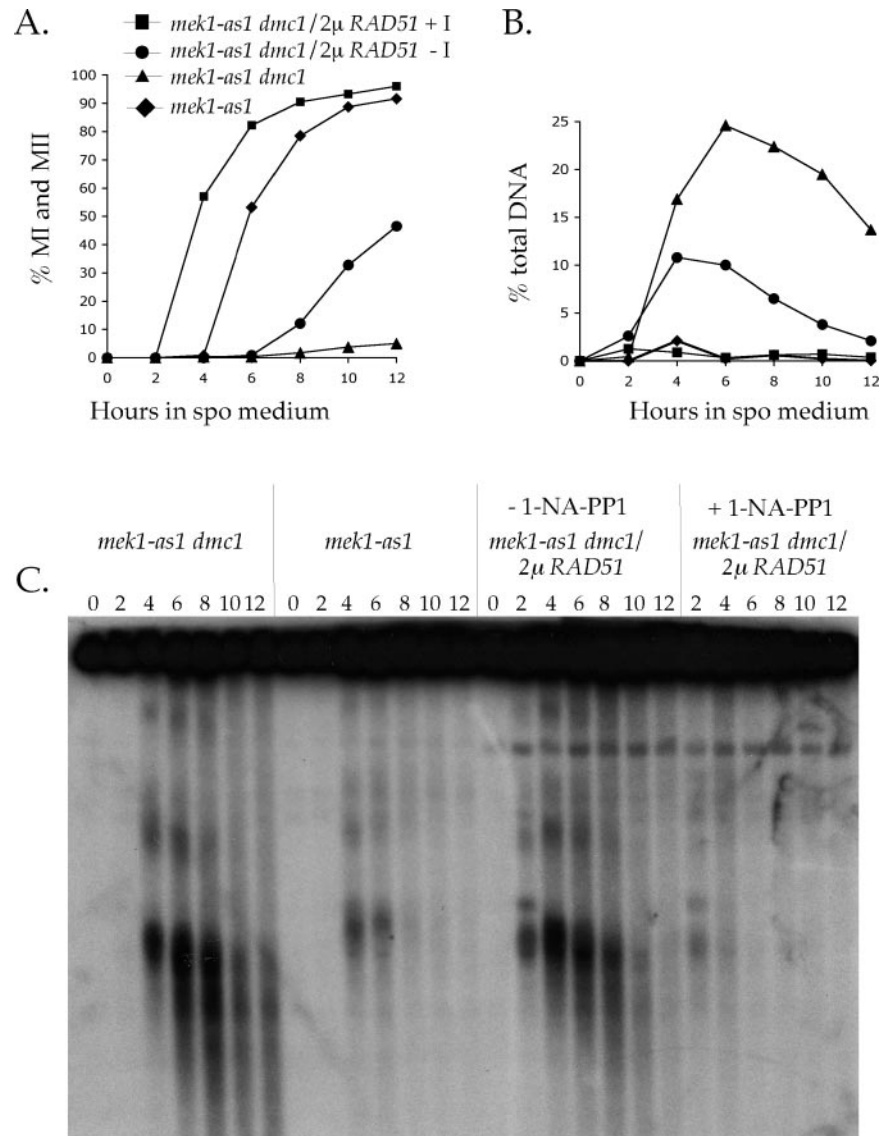 A.
mek1-as1 dmc1/2μ RAD51 + I
mek1-as1 dmc1/2μ RAD51 - I
mek1-as1 dmc1
mek1-as1
% MI and MII
100
90
80
70
60
50
40
30
20
10
0
0 2 4 6 8 10 12
Hours in spo medium
B.
% total DNA
25
20
15
10
5
0
0 2 4 6 8 10 12
Hours in spo medium
C.
mek1-as1 dmc1
mek1-as1
- 1-NA-PP1
mek1-as1 dmc1/
2μ RAD51
+ 1-NA-PP1
mek1-as1 dmc1/
2μ RAD51
0 2 4 6 8 10 12 0 2 4 6 8 10 12 0 2 4 6 8 10 12 2 4 6 8 10 12